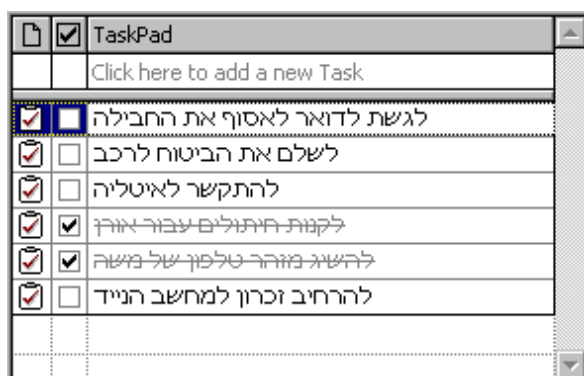 TaskPad
Click here to add a new Task
לגשת לדואר לאסוף את החבילה
לשלם את הביטוח לרכב
להתקשר לאיטליה
לקנות חיתולים עבור אורן
להשיג מזהר טלפון של משה
להרחיב זכרון למחשב הנייד